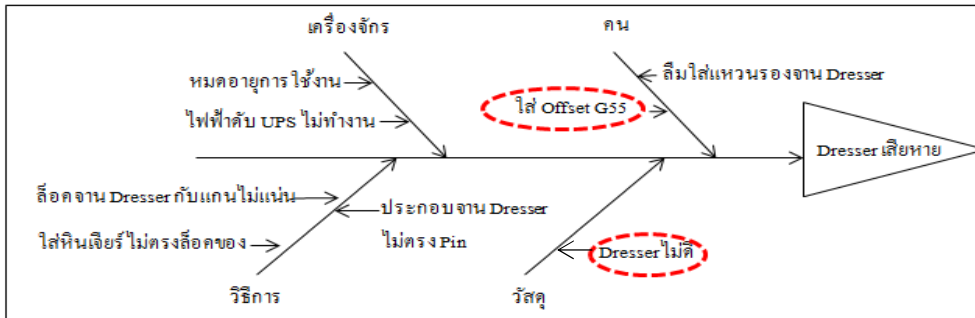 เครื่องจักร
คน
หมดอายุการใช้งาน
ลืมใส่แหวนรองจาน Dresser
ใส่ Offset G55
ไฟฟ้าดับ UPS ไม่ทำงาน
Dresser เสียหาย
ล็อคจาน Dresser กับแกนไม่แน่น
ประกอบจาน Dresser
ไม่ตรง Pin
ใส่หินเจียร์ ไม่ตรงล็อคของ
Dresser ไม่ดี
วิธีการ
วัสดุ